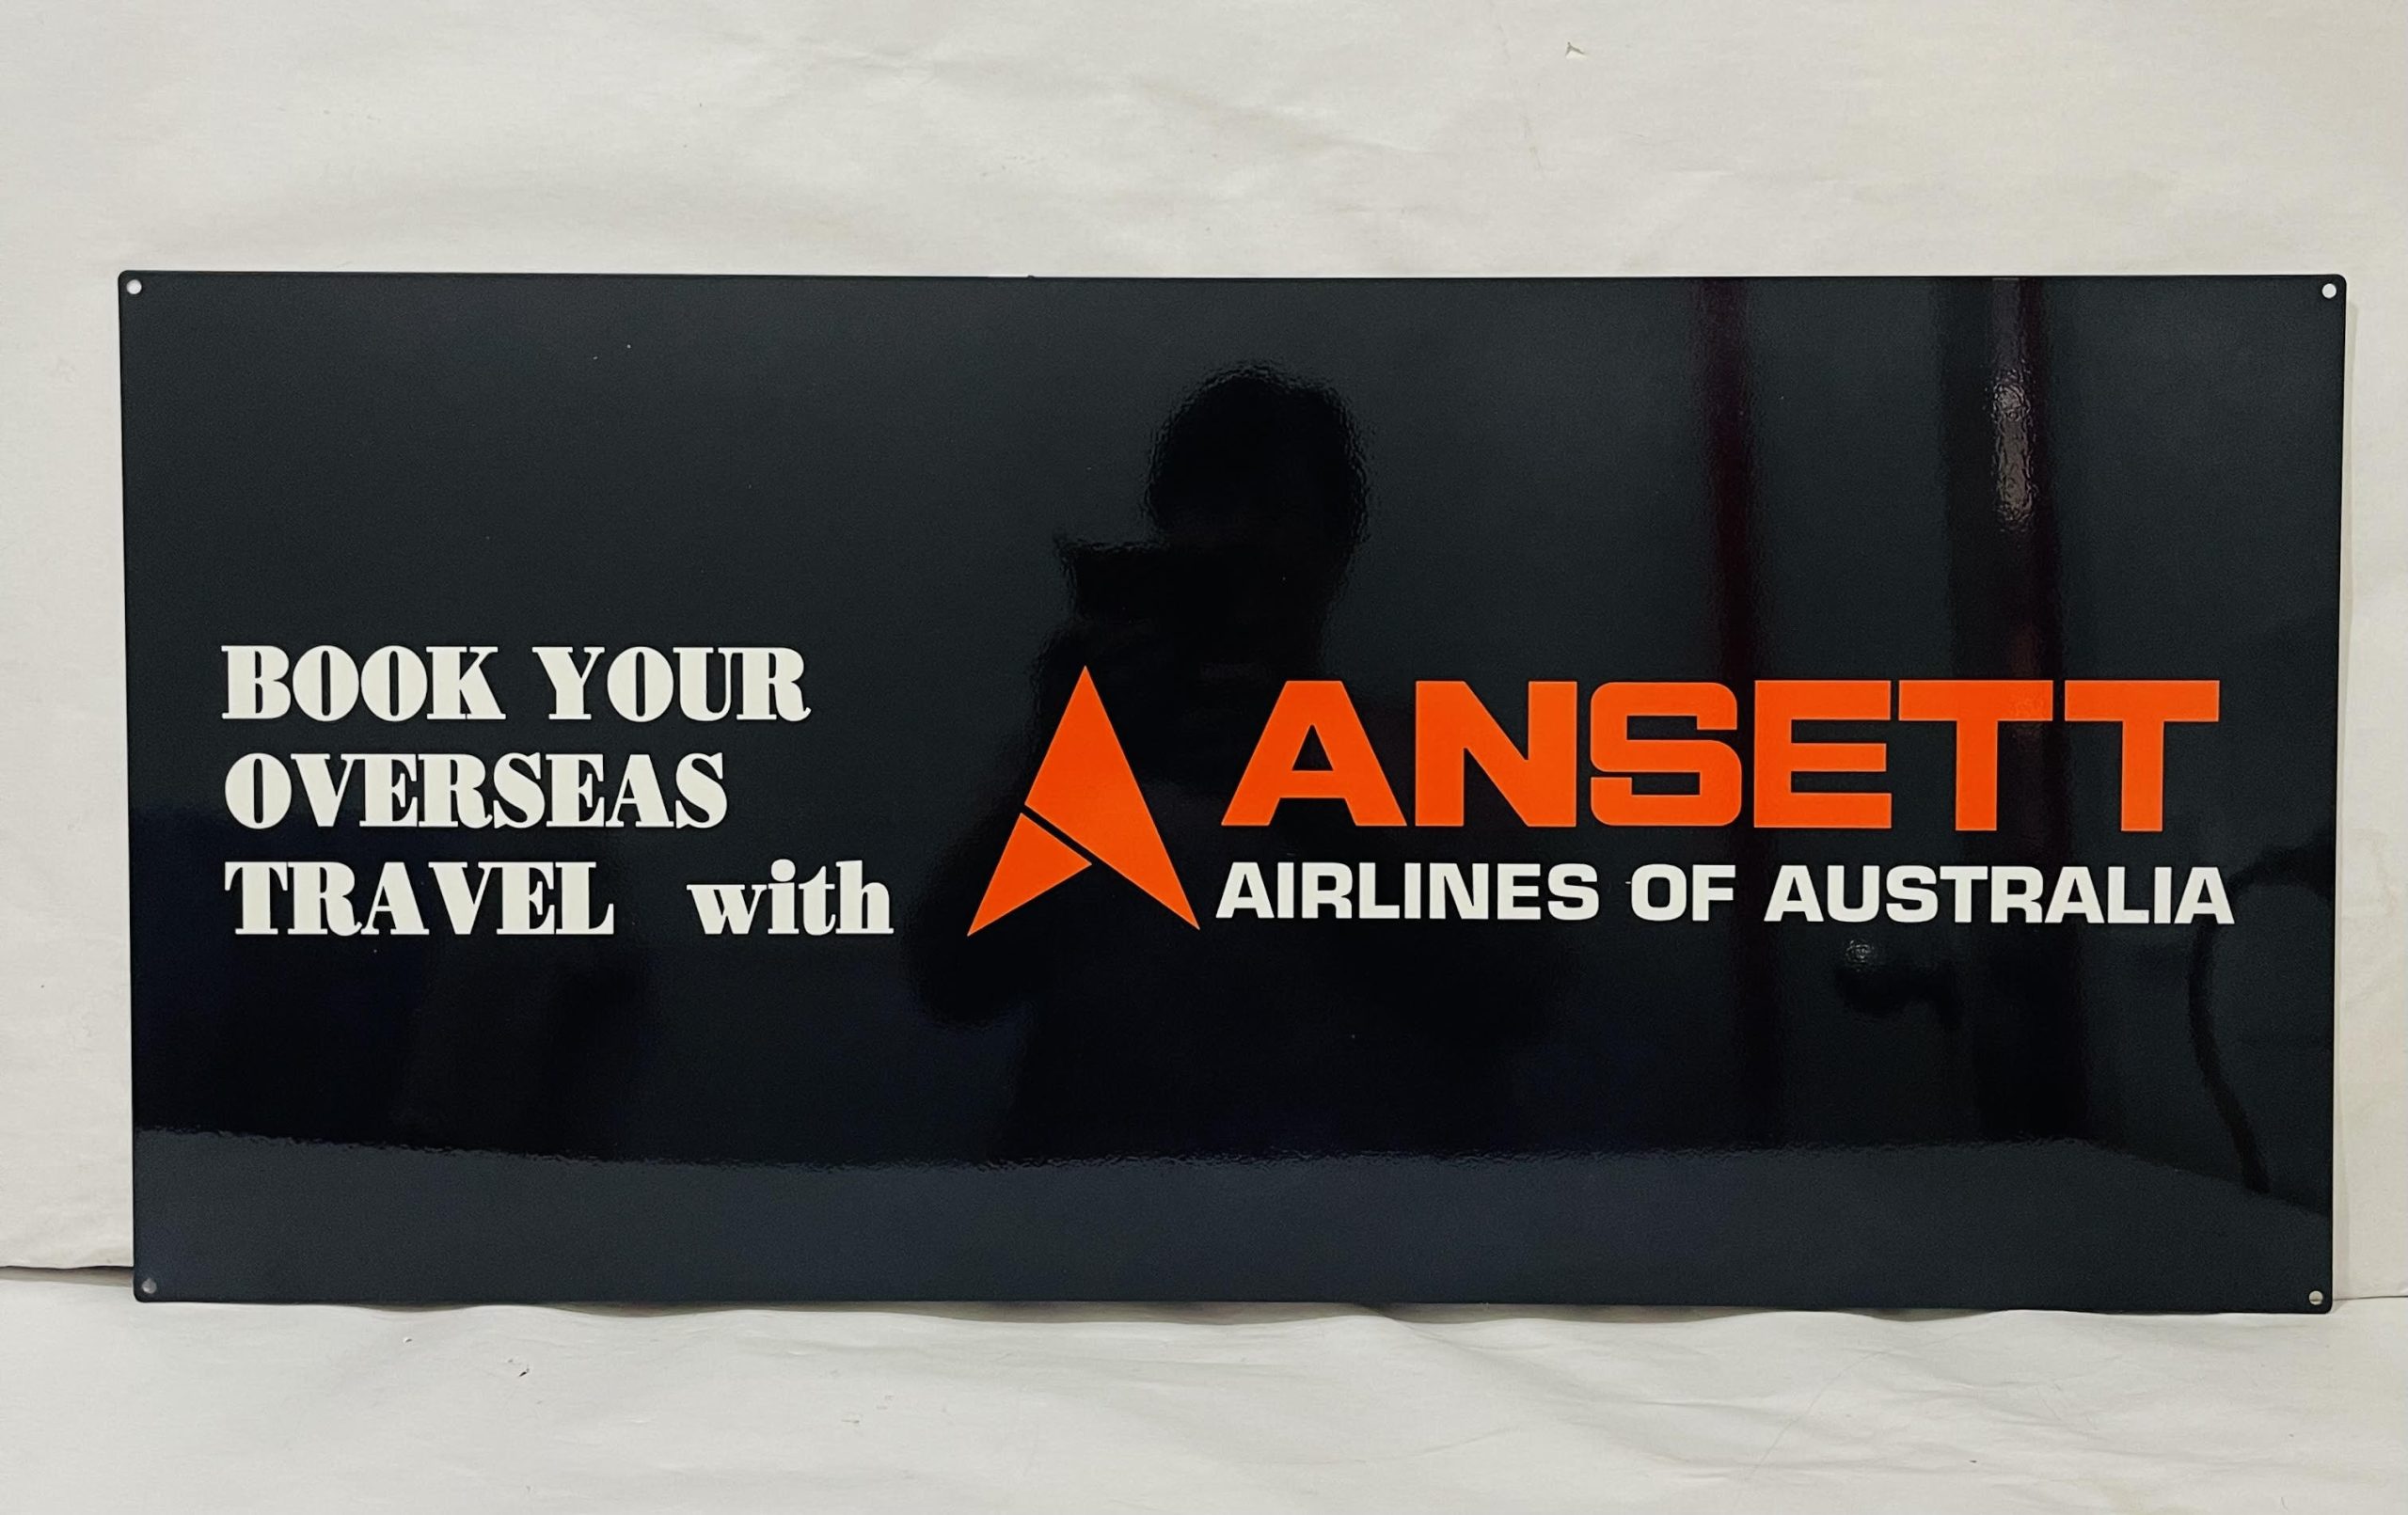 BOOK YOUR
OVERSEAS
TRAVEL with
ANSETT
AIRLINES OF AUSTRALIA